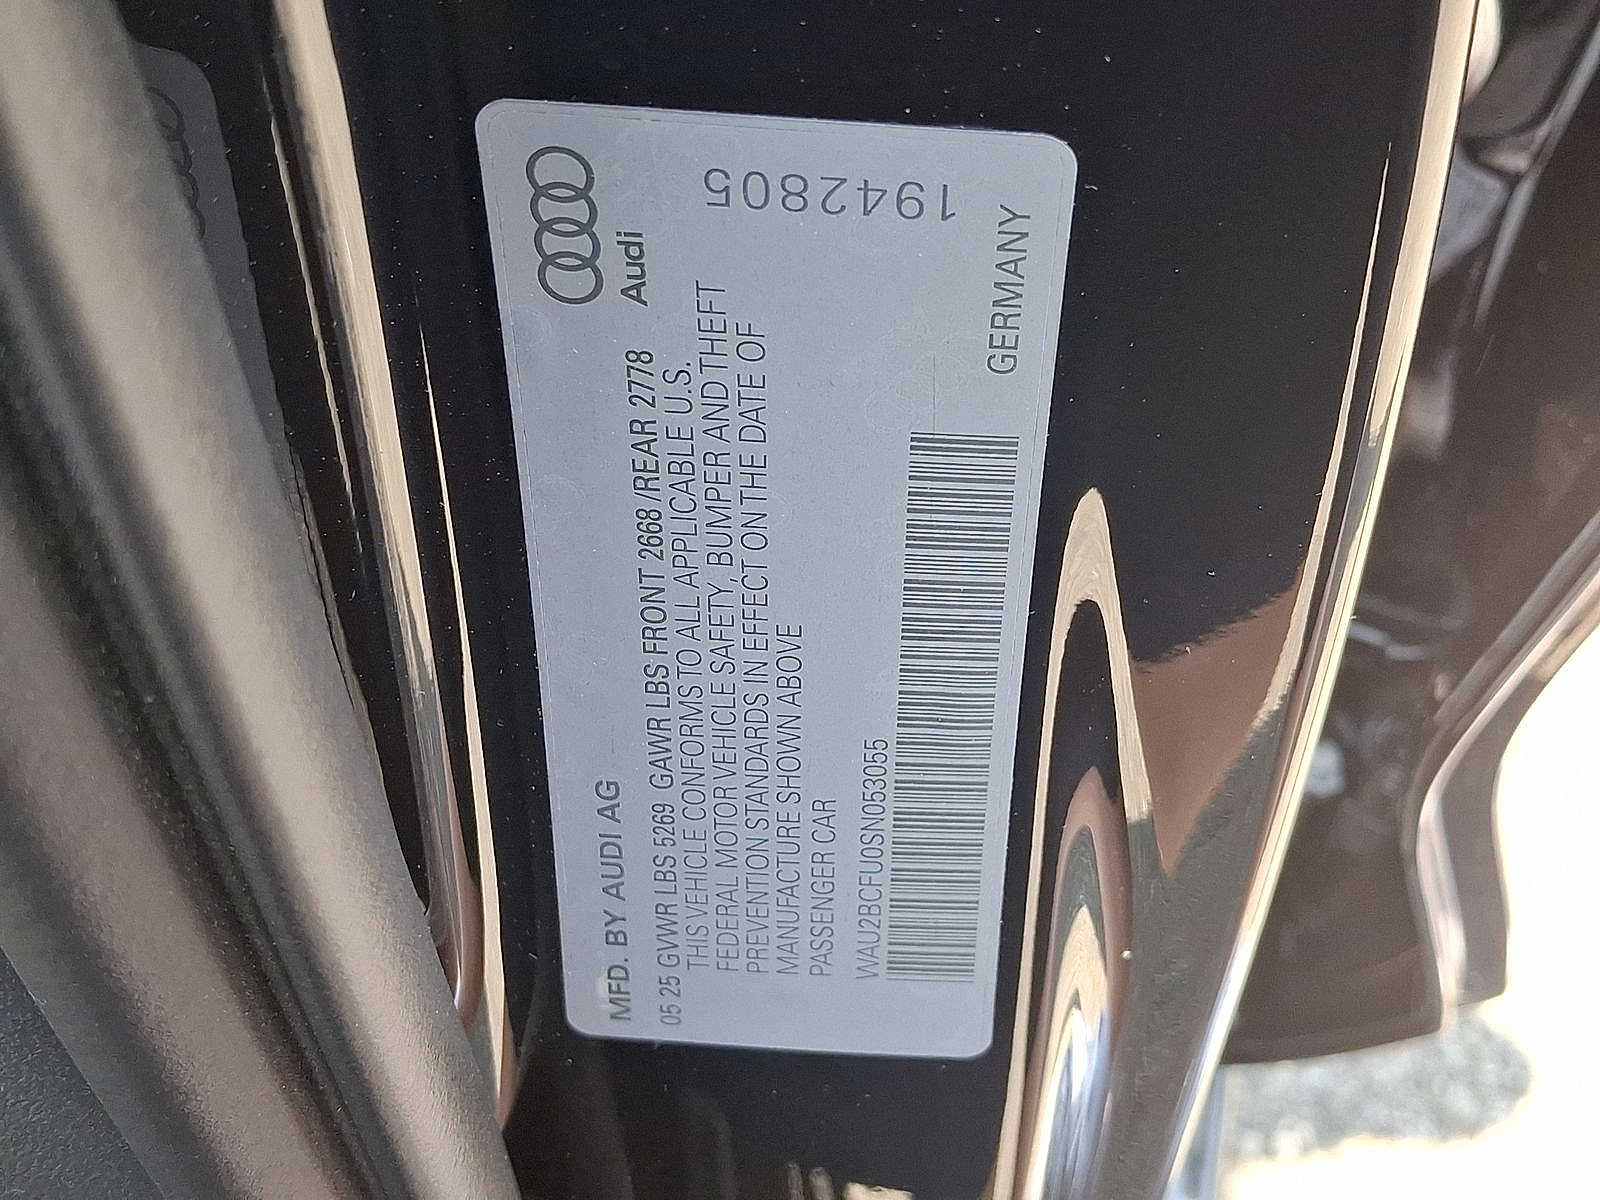 Audi
MFD. BY AUDI AG
05 25 GVWR LBS 5269 GAWR LBS FRONT 2668 /REAR 2778
THIS VEHICLE CONFORMS TO ALL APPLICABLE U.S.
FEDERAL MOTOR VEHICLE SAFETY, BUMPER AND THEFT
PREVENTION STANDARDS IN EFFECT ON THE DATE OF
MANUFACTURE SHOWN ABOVE
PASSENGER CAR
WAU2BCFU0SN053055
GERMANY
1942805